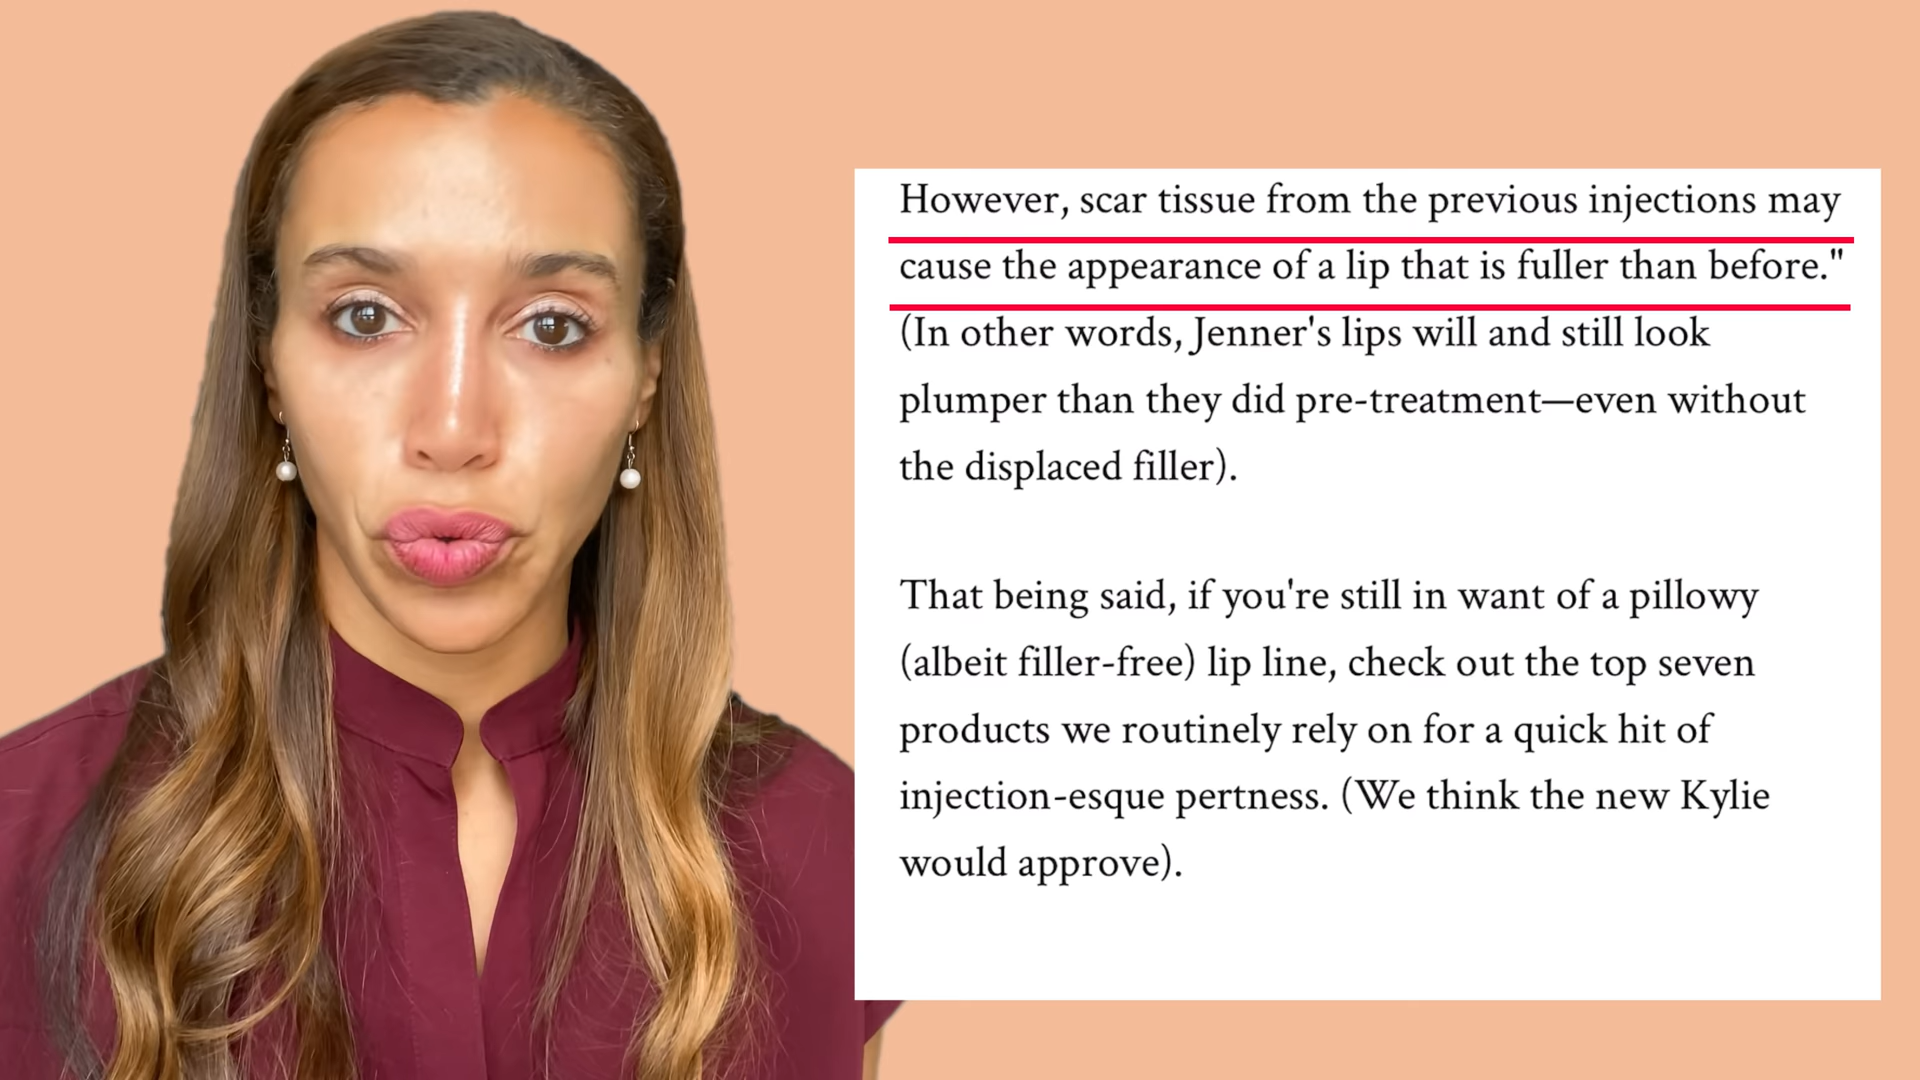 However, scar tissue from the previous injections may
cause the appearance of a lip that is fuller than before."
(In other words, Jenner's lips will and still look
plumper than they did pre-treatment—even without
the displaced filler).
That being said, if you're still in want of a pillowy
(albeit filler-free) lip line, check out the top seven
products we routinely rely on for a quick hit of
injection-esque pertness. (We think the new Kylie
would approve).